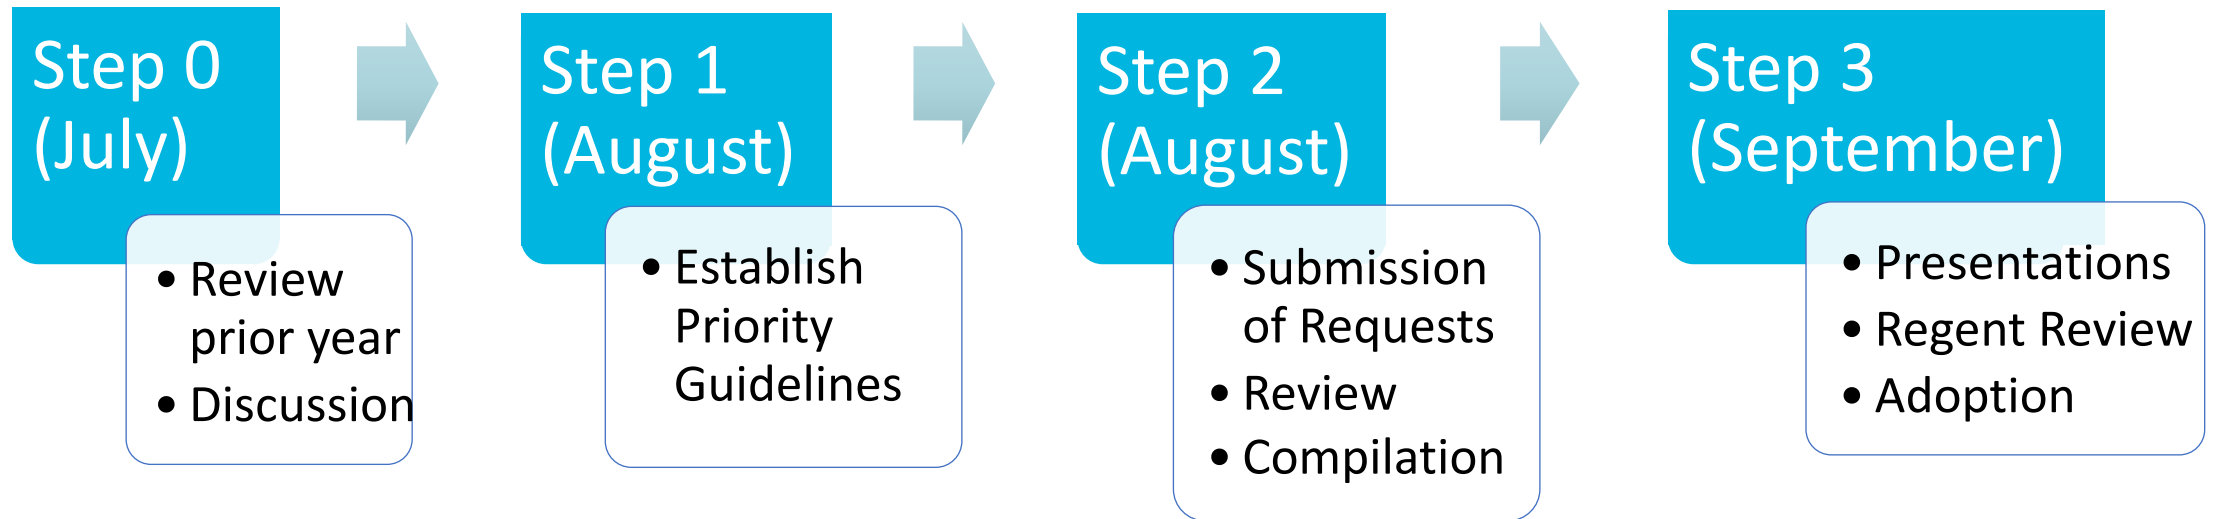 Step 0
(July)
• Review
prior year
• Discussion
Step 1
(August)
• Establish
Priority
Guidelines
Step 2
(August)
• Submission
of Requests
• Review
• Compilation
Step 3
(September)
• Presentations
• Regent Review
• Adoption